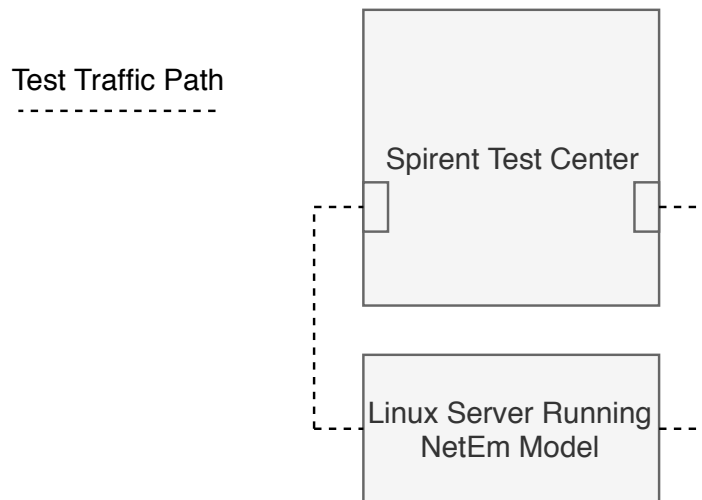 Test Traffic Path
Spirent Test Center
Linux Server Running
NetEm Model